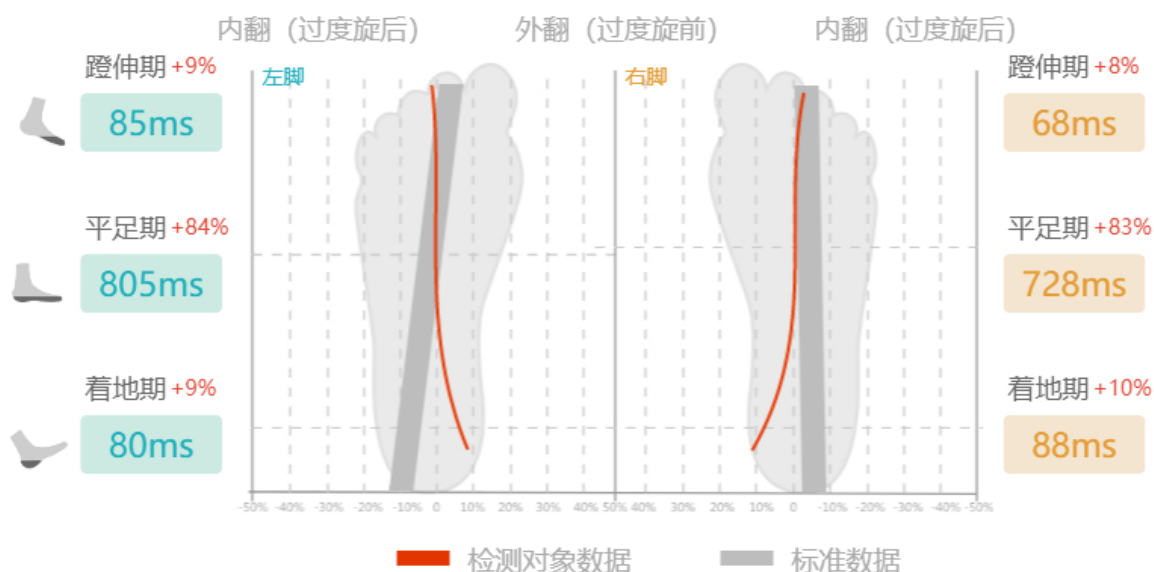 内翻（过度旋后） 外翻（过度旋前） 内翻（过度旋后）
蹬伸期 +9%
85ms
平足期 +84%
805ms
着地期 +9%
80ms
左脚 右脚
蹬伸期 +8%
68ms
平足期 +83%
728ms
着地期 +10%
88ms
-50% -40% -30% -20% -10% 0 10% 20% 30% 40% 50% 40% 30% 20% 10% 0 -10% -20% -30% -40% -50%
检测对象数据 标准数据